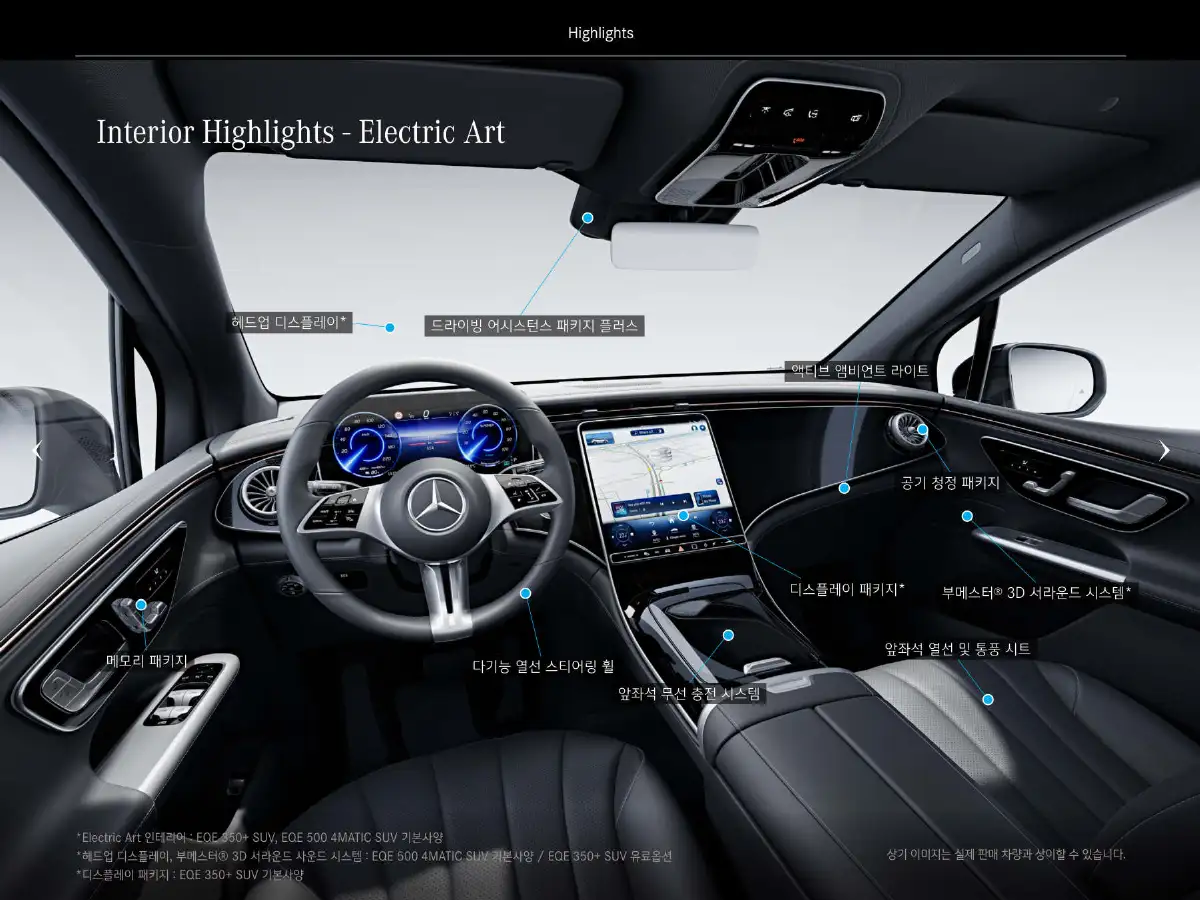 Highlights
Interior Highlights - Electric Art
헤드업 디스플레이*
드라이빙 어시스턴스 패키지 플러스
액티브 앰비언트 라이트
공기 청정 패키지
디스플레이 패키지*
부메스터® 3D 서라운드 시스템*
앞좌석 열선 및 통풍 시트
메모리 패키지
다기능 열선 스티어링 휠
앞좌석 무선 충전 시스템
*Electric Art 인테리어 : EQE 350+ SUV, EQE 500 4MATIC SUV 기본사양
*헤드업 디스플레이, 부메스터® 3D 서라운드 사운드 시스템 : EQE 500 4MATIC SUV 기본사양 / EQE 350+ SUV 유료옵션
*디스플레이 패키지 : EQE 350+ SUV 기본사양
상기 이미지는 실제 판매 차량과 상이할 수 있습니다.